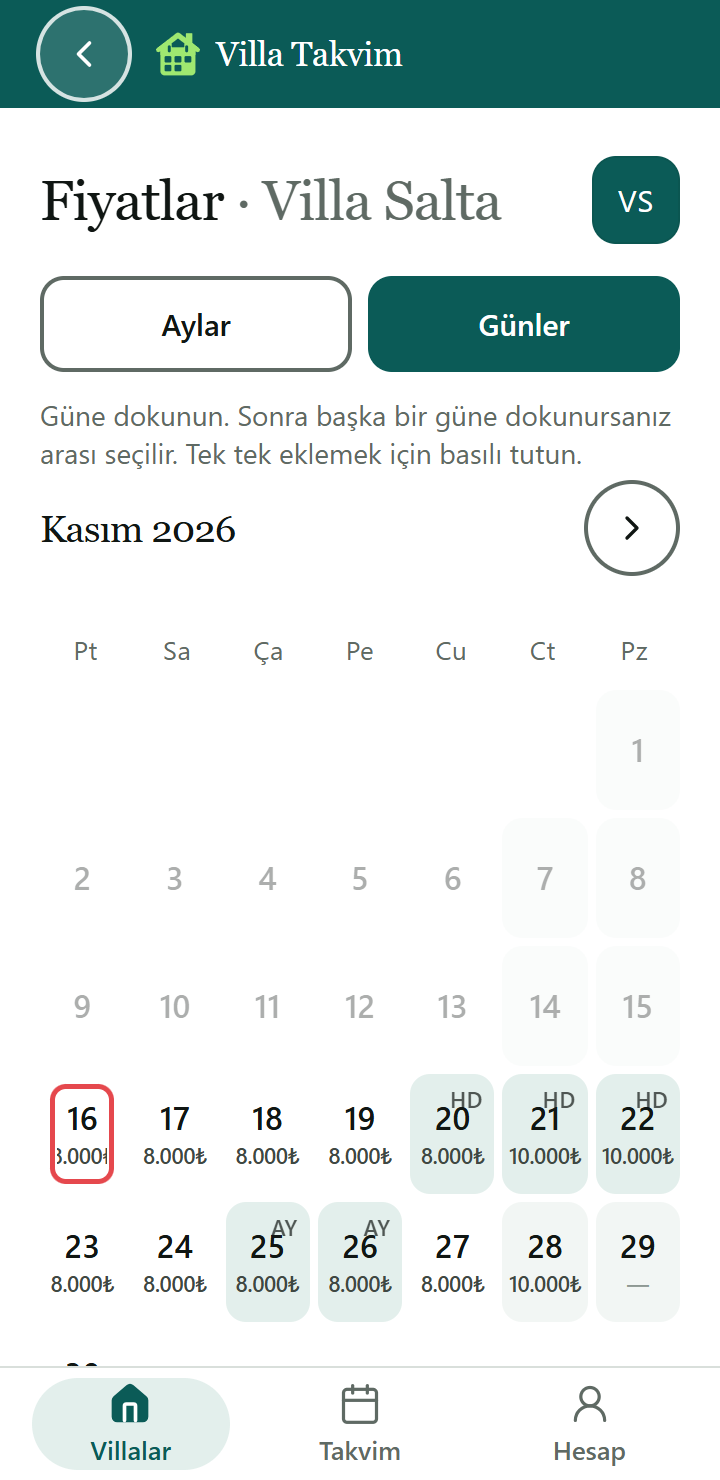 Villa Takvim
Fiyatlar · Villa Salta
VS
Aylar
Günler
Güne dokunun. Sonra başka bir güne dokunursanız
arası seçilir. Tek tek eklemek için basılı tutun.
Kasım 2026
Pt Sa Ça Pe Cu Ct Pz
1
2 3 4 5 6 7 8
9 10 11 12 13 14 15
HD HD HD
16 17 18 19 20 21 22
8.000₺ 8.000₺ 8.000₺ 8.000₺ 10.000₺ 10.000₺
AY AY
23 24 25 26 27 28 29
8.000₺ 8.000₺ 8.000₺ 8.000₺ 8.000₺ 10.000₺ —
Villalar Takvim Hesap